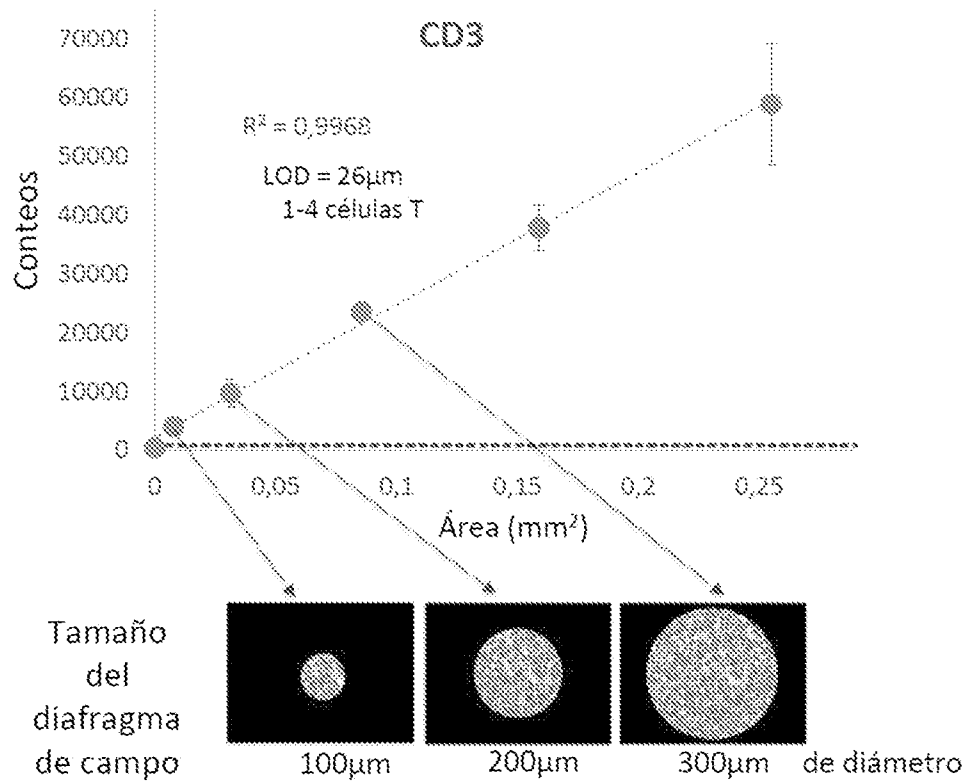 CD3
70000
60000
50000
40000
30000
20000
10000
0
Conteos
R² = 0,9968
LOD = 26µm
1-4 células T
0 0,05 0,1 0,15 0,2 0,25
Área (mm²)
Tamaño
del
diafragma
de campo
100µm 200µm 300µm de diámetro